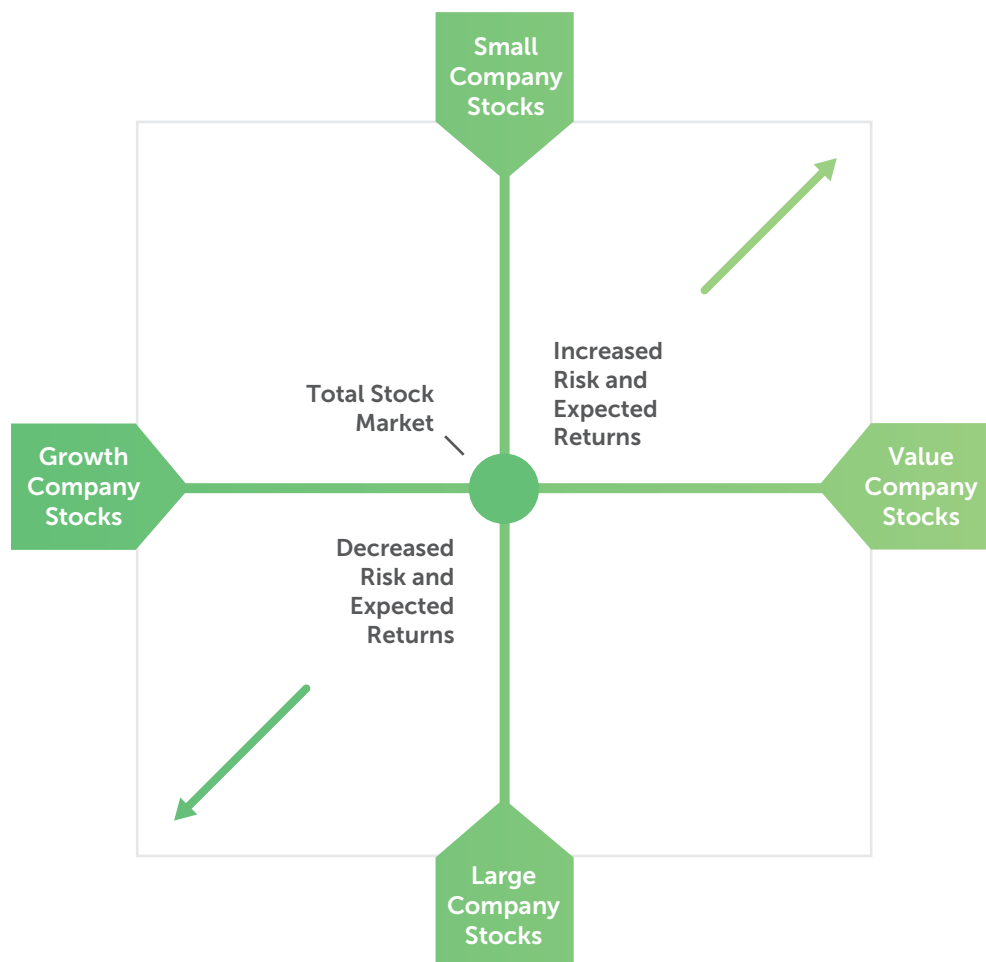 Small
Company
Stocks
Increased
Risk and
Expected
Returns
Total Stock
Market
Growth
Company
Stocks
Value
Company
Stocks
Decreased
Risk and
Expected
Returns
Large
Company
Stocks